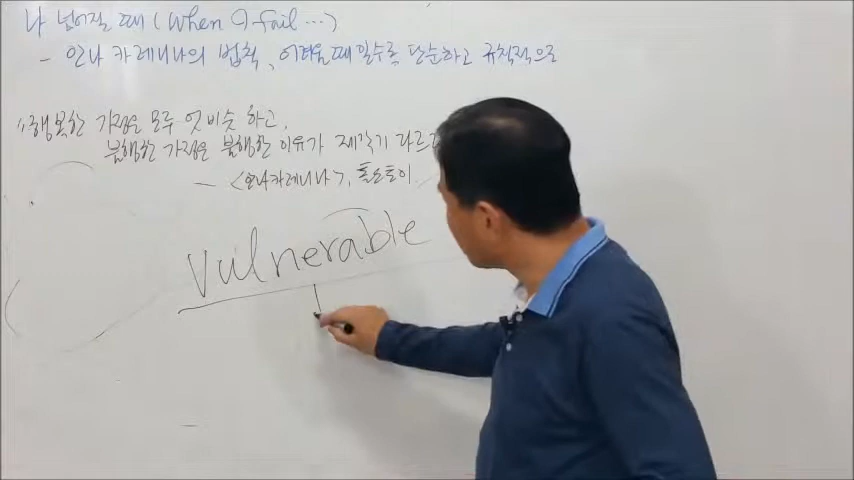 나 넘어질 때 (When I fail ...)
- 안나 카레니나의 법칙, 어려울때 일수록 단순하고 규칙적으로
"행복한 가정은 모두 엇비슷 하고,
불행한 가정은 불행한 이유가 제각기 다르다
- <안나카레니나>, 톨스토이
Vulnerable